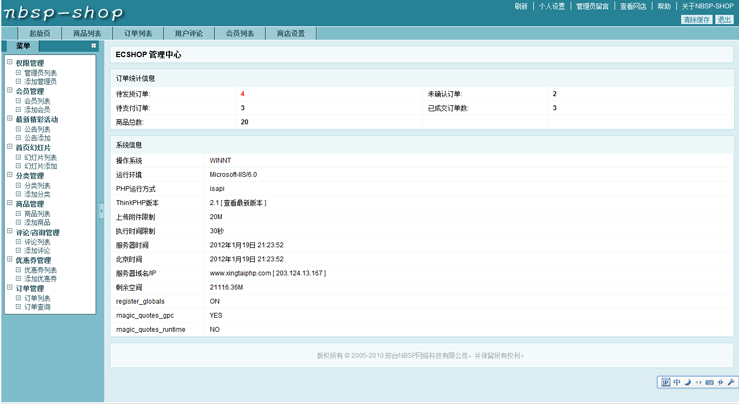 nbsp-shop
刷新 | 个人设置 | 管理员留言 | 查看网店 | 帮助 | 关于NBSP-SHOP
清除缓存 退出
起始页 商品列表 订单列表 用户评论 会员列表 商店设置
菜单
权限管理
管理员列表
添加管理员
会员管理
会员列表
添加会员
最新精彩活动
公告列表
公告添加
首页幻灯片
幻灯片列表
幻灯片添加
分类管理
分类列表
添加分类
商品管理
商品列表
添加商品
评论/咨询管理
评论列表
添加评论
优惠券管理
优惠券列表
添加优惠券
订单管理
订单列表
订单查询
ECSHOP 管理中心
订单统计信息
待发货订单: 4 未确认订单: 2
待支付订单: 3 已成交订单数: 3
商品总数: 20
系统信息
操作系统 WINNT
运行环境 Microsoft-IIS/6.0
PHP运行方式 isapi
ThinkPHP版本 2.1 [ 查看最新版本 ]
上传附件限制 20M
执行时间限制 30秒
服务器时间 2012年1月19日 21:23:52
北京时间 2012年1月19日 21:23:52
服务器域名/IP www.xingtaiphp.com [ 203.124.13.167 ]
剩余空间 21116.36M
register_globals ON
magic_quotes_gpc YES
magic_quotes_runtime NO
版权所有 © 2005-2010 邢台NBSP网络科技有限公司，并保留所有权利。
中